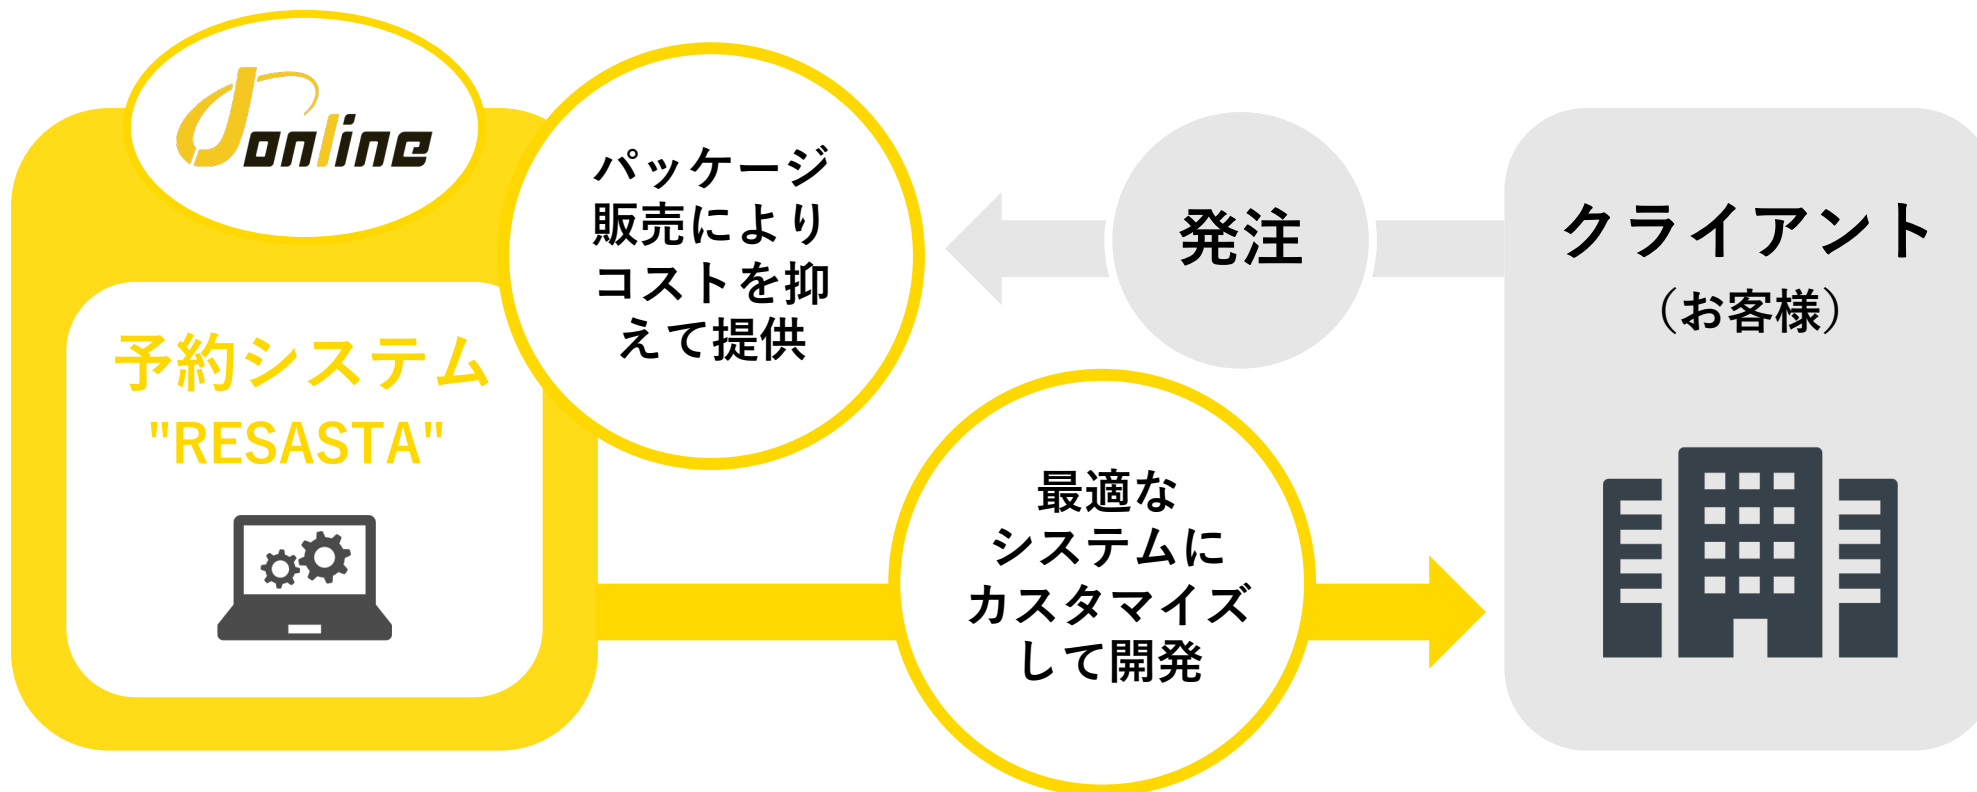 Jonline
予約システム
"RESASTA"
パッケージ
販売により
コストを抑
えて提供
発注
クライアント
（お客様）
最適な
システムに
カスタマイズ
して開発